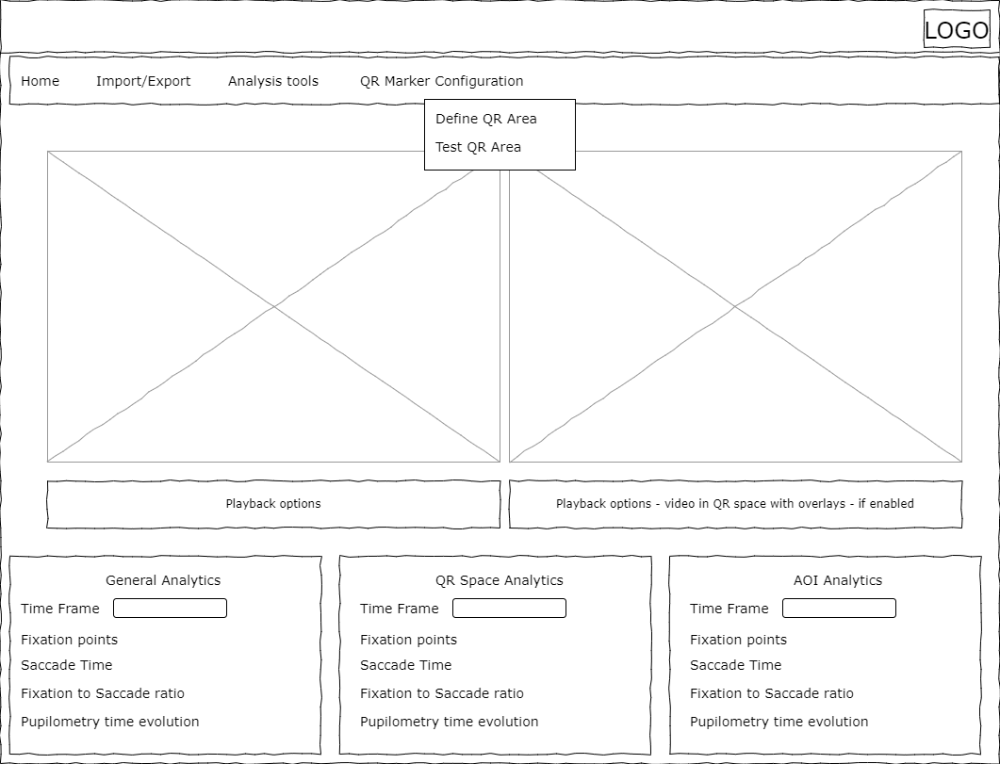 LOGO
Home Import/Export Analysis tools QR Marker Configuration
Define QR Area
Test QR Area
Playback options
Playback options - video in QR space with overlays - if enabled
General Analytics
Time Frame
Fixation points
Saccade Time
Fixation to Saccade ratio
Pupilometry time evolution
QR Space Analytics
Time Frame
Fixation points
Saccade Time
Fixation to Saccade ratio
Pupilometry time evolution
AOI Analytics
Time Frame
Fixation points
Saccade Time
Fixation to Saccade ratio
Pupilometry time evolution